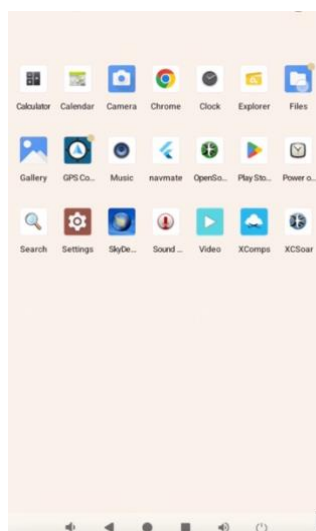 Calculator Calendar Camera Chrome Clock Explorer Files
Gallery GPS Co... Music navmate OpenSo... Play Sto... Power o...
Search Settings SkyDe... Sound ... Video XComps XCSoar